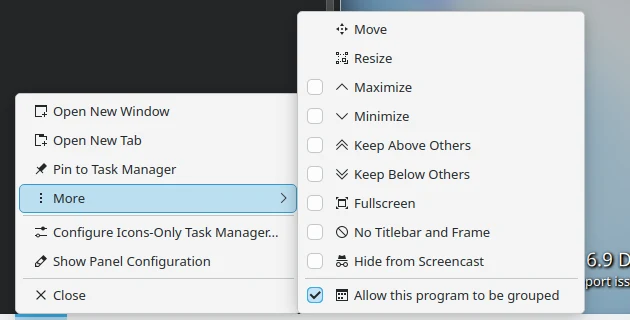 Open New Window
Open New Tab
Pin to Task Manager
More
Configure Icons-Only Task Manager...
Show Panel Configuration
Close
Move
Resize
Maximize
Minimize
Keep Above Others
Keep Below Others
Fullscreen
No Titlebar and Frame
Hide from Screencast
Allow this program to be grouped
6.9 D
port iss